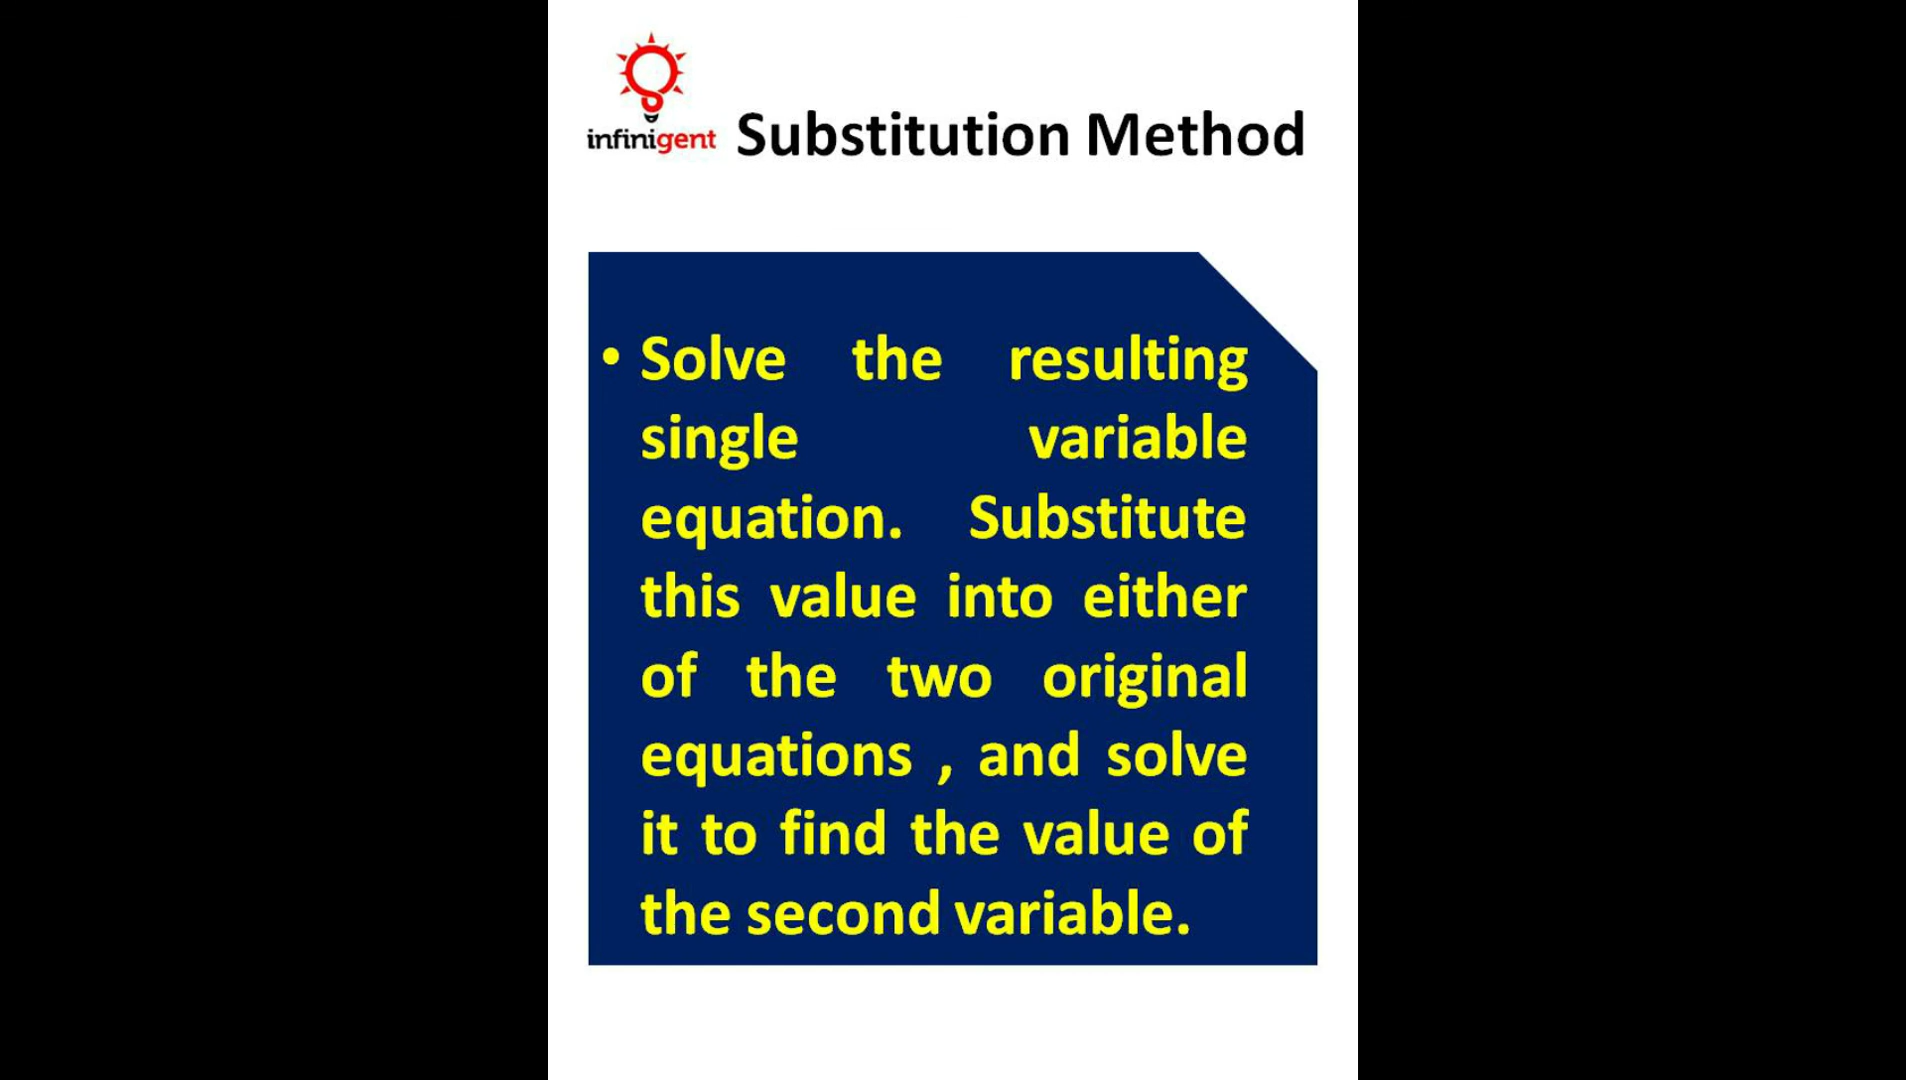 infinigent
Substitution Method
• Solve the resulting
single variable
equation. Substitute
this value into either
of the two original
equations , and solve
it to find the value of
the second variable.